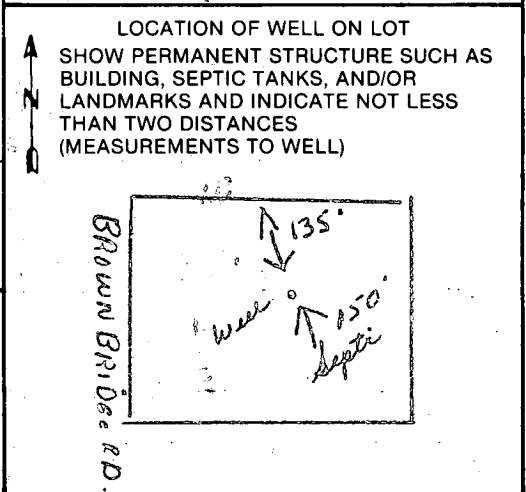 LOCATION OF WELL ON LOT
SHOW PERMANENT STRUCTURE SUCH AS
BUILDING, SEPTIC TANKS, AND/OR
LANDMARKS AND INDICATE NOT LESS
THAN TWO DISTANCES
(MEASUREMENTS TO WELL)
N
135'
Well
150'
Septi
BROWN BRIDGE RD.